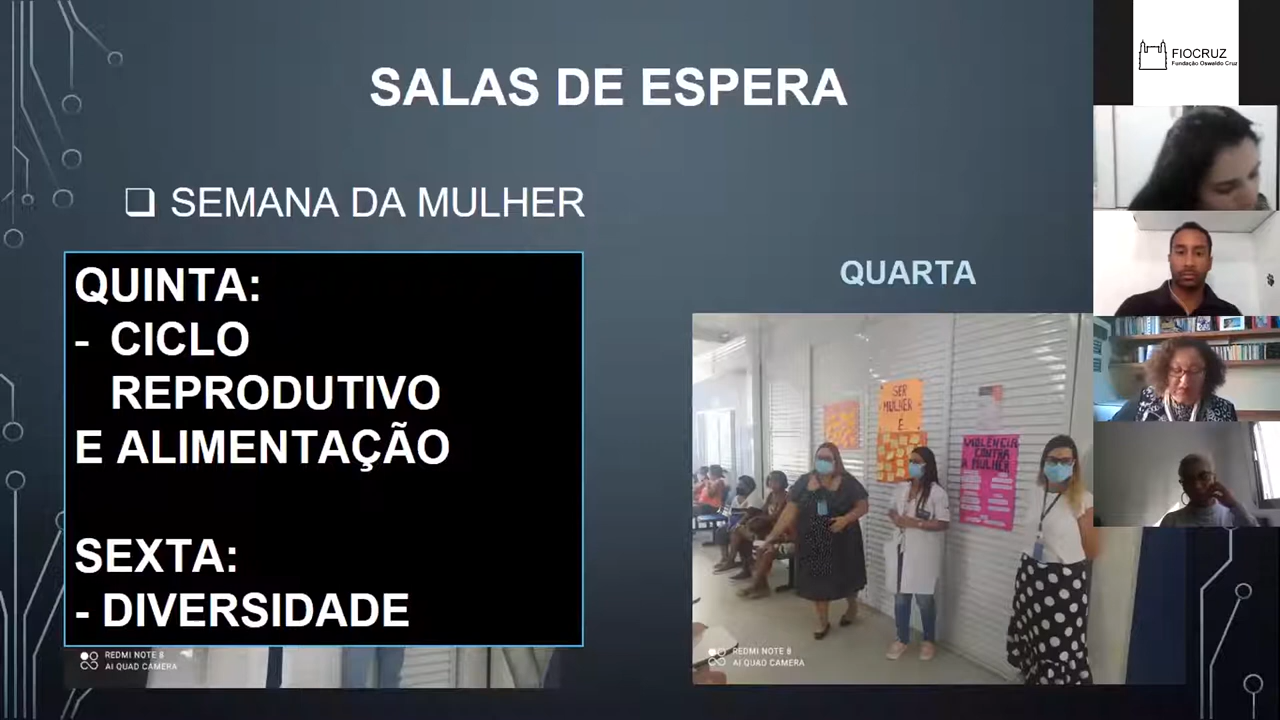 SALAS DE ESPERA
❑ SEMANA DA MULHER
QUINTA:
- CICLO
REPRODUTIVO
E ALIMENTAÇÃO
SEXTA:
- DIVERSIDADE
REDMI NOTE 8
AI QUAD CAMERA
QUARTA
SER
MULHER
É
VIOLÊNCIA
CONTRA
A MULHER
REDMI NOTE 8
AI QUAD CAMERA
FIOCRUZ
Fundação Oswaldo Cruz